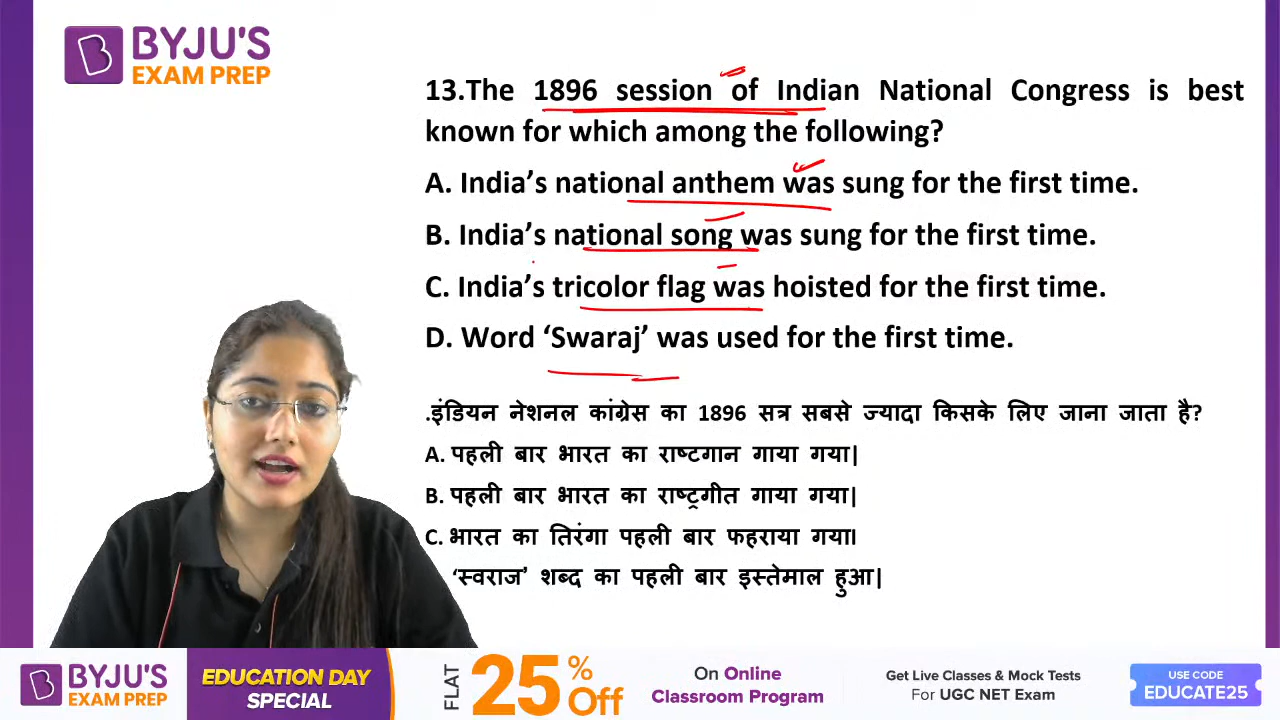 BYJU'S
EXAM PREP
13.The 1896 session of Indian National Congress is best
known for which among the following?
A. India's national anthem was sung for the first time.
B. India's national song was sung for the first time.
C. India's tricolor flag was hoisted for the first time.
D. Word ‘Swaraj’ was used for the first time.
.इंडियन नेशनल कांग्रेस का 1896 सत्र सबसे ज्यादा किसके लिए जाना जाता है?
A. पहली बार भारत का राष्टगान गाया गया|
B. पहली बार भारत का राष्ट्रगीत गाया गया|
C. भारत का तिरंगा पहली बार फहराया गया।
‘स्वराज’ शब्द का पहली बार इस्तेमाल हुआ|
BYJU'S
EXAM PREP
EDUCATION DAY
SPECIAL
FLAT
25% Off
On Online
Classroom Program
Get Live Classes & Mock Tests
For UGC NET Exam
USE CODE
EDUCATE25